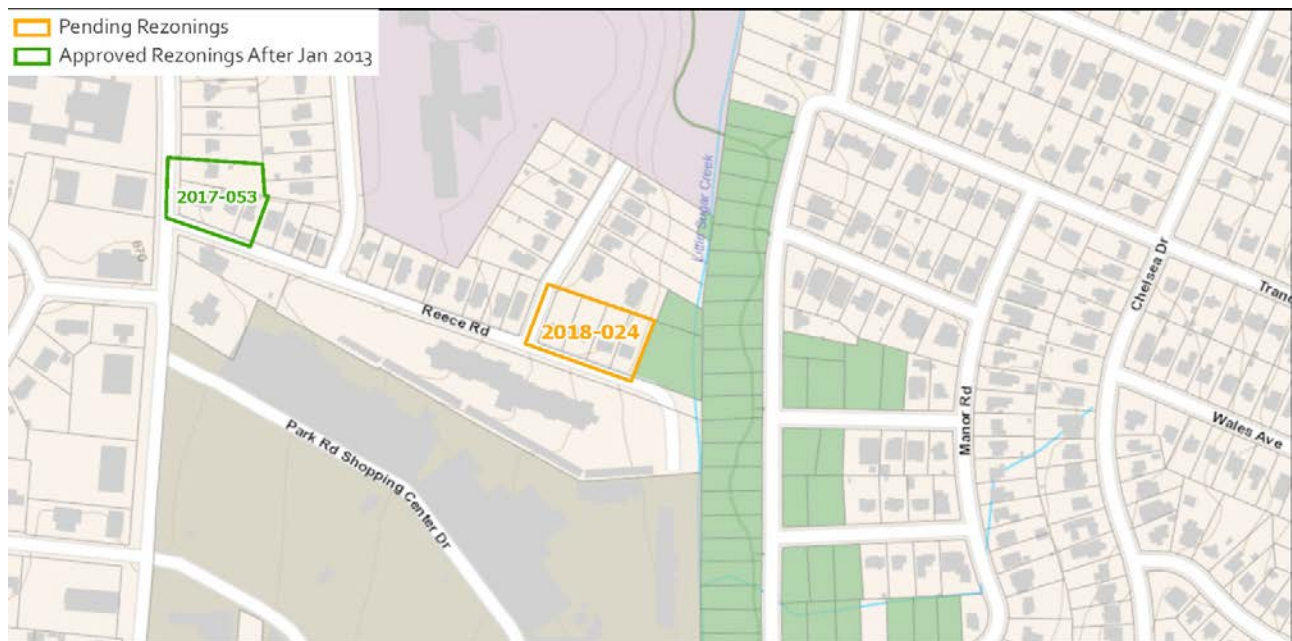 Pending Rezonings
Approved Rezonings After Jan 2013
2017-053
670
Little Sugar Creek
Reece Rd
2018-024
Park Rd Shopping Center Dr
Manor Rd
Chelsea Dr
Wales Ave